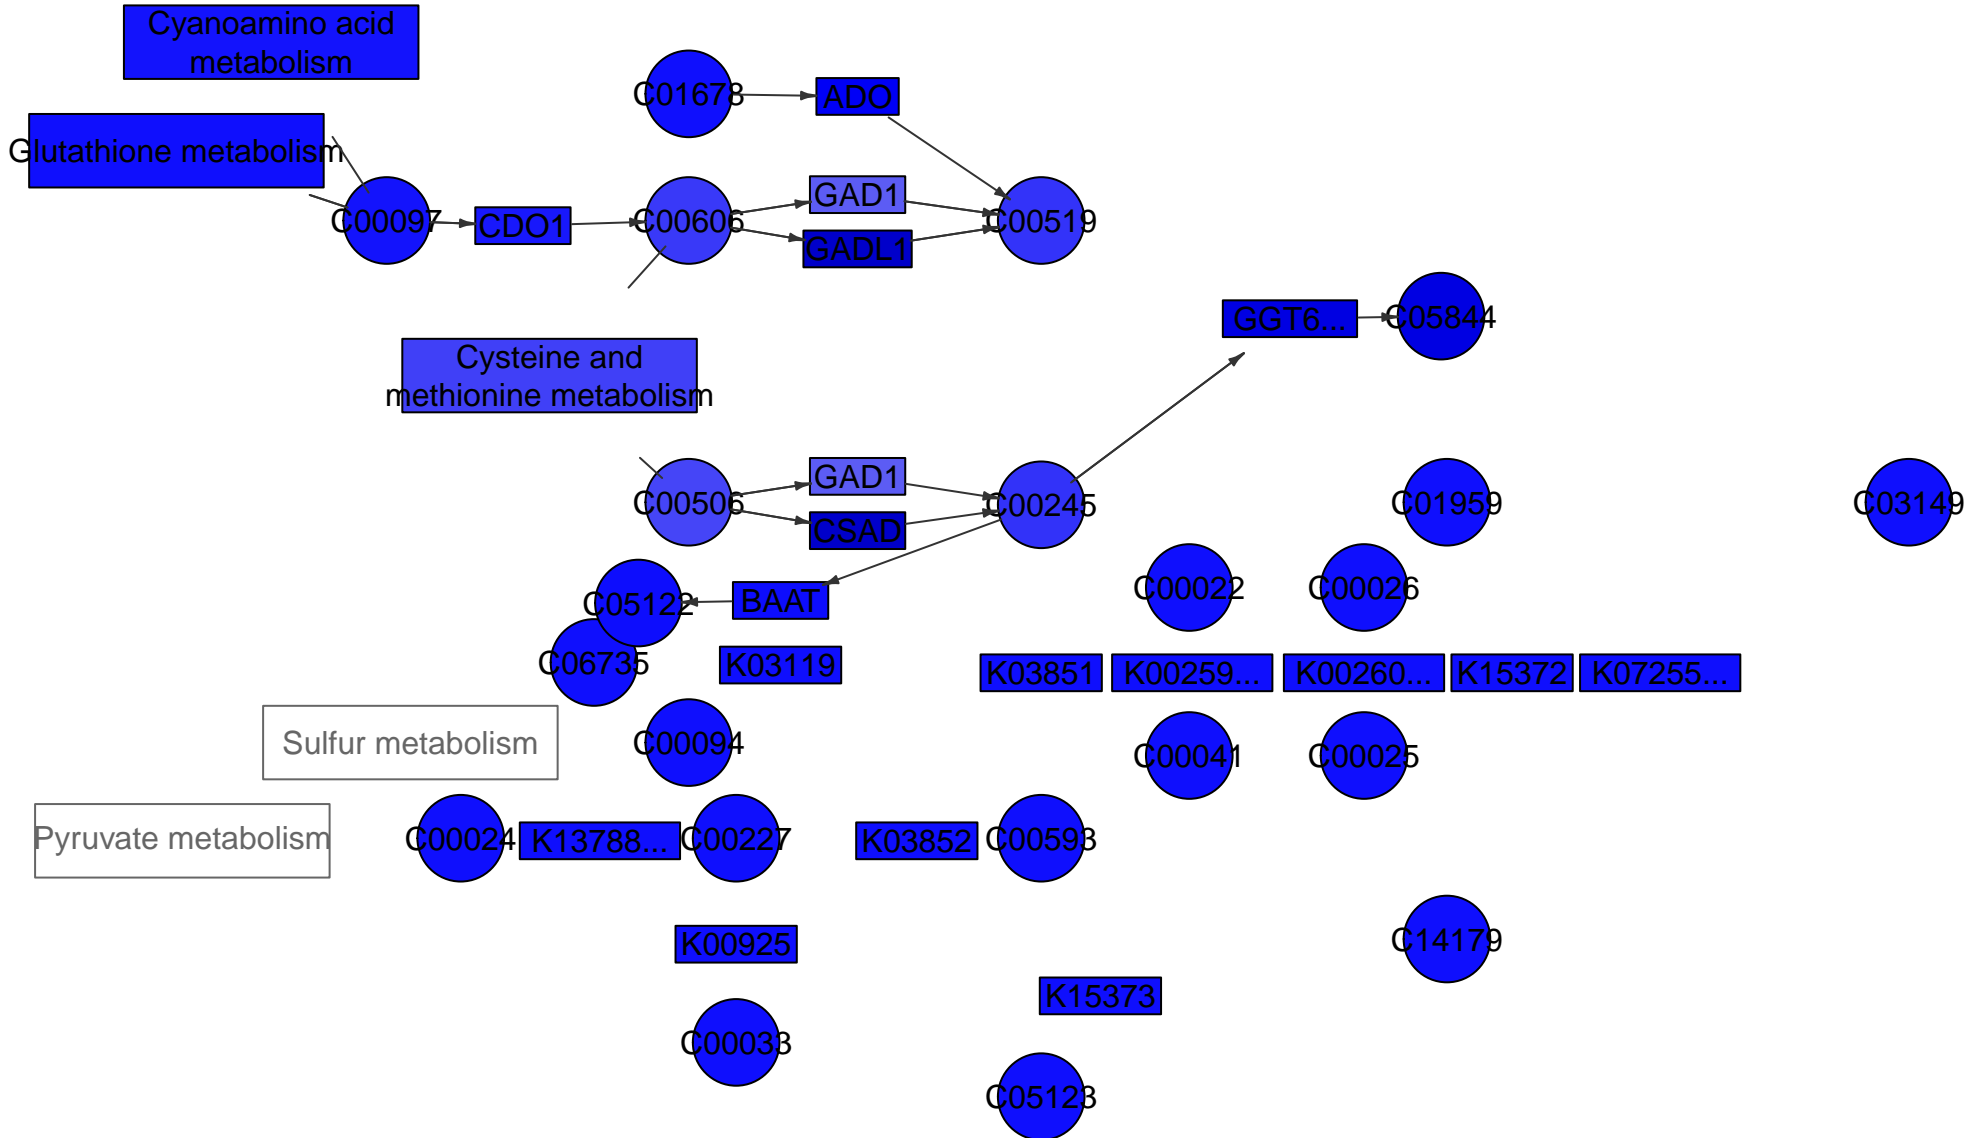 Cyanoamino acid
metabolism
C01678
ADO
Glutathione metabolism
C00097
CDO1
C00606
GAD1
GADL1
C00519
GGT6...
C05844
Cysteine and
methionine metabolism
C00506
GAD1
CSAD
C00245
C01959
C03149
C05122
BAAT
C00022
C00026
C06735
K03119
K03851
K00259...
K00260...
K15372
K07255...
Sulfur metabolism
C00094
C00041
C00025
Pyruvate metabolism
C00024
K13788...
C00227
K03852
C00593
K00925
C14179
K15373
C00033
C05123